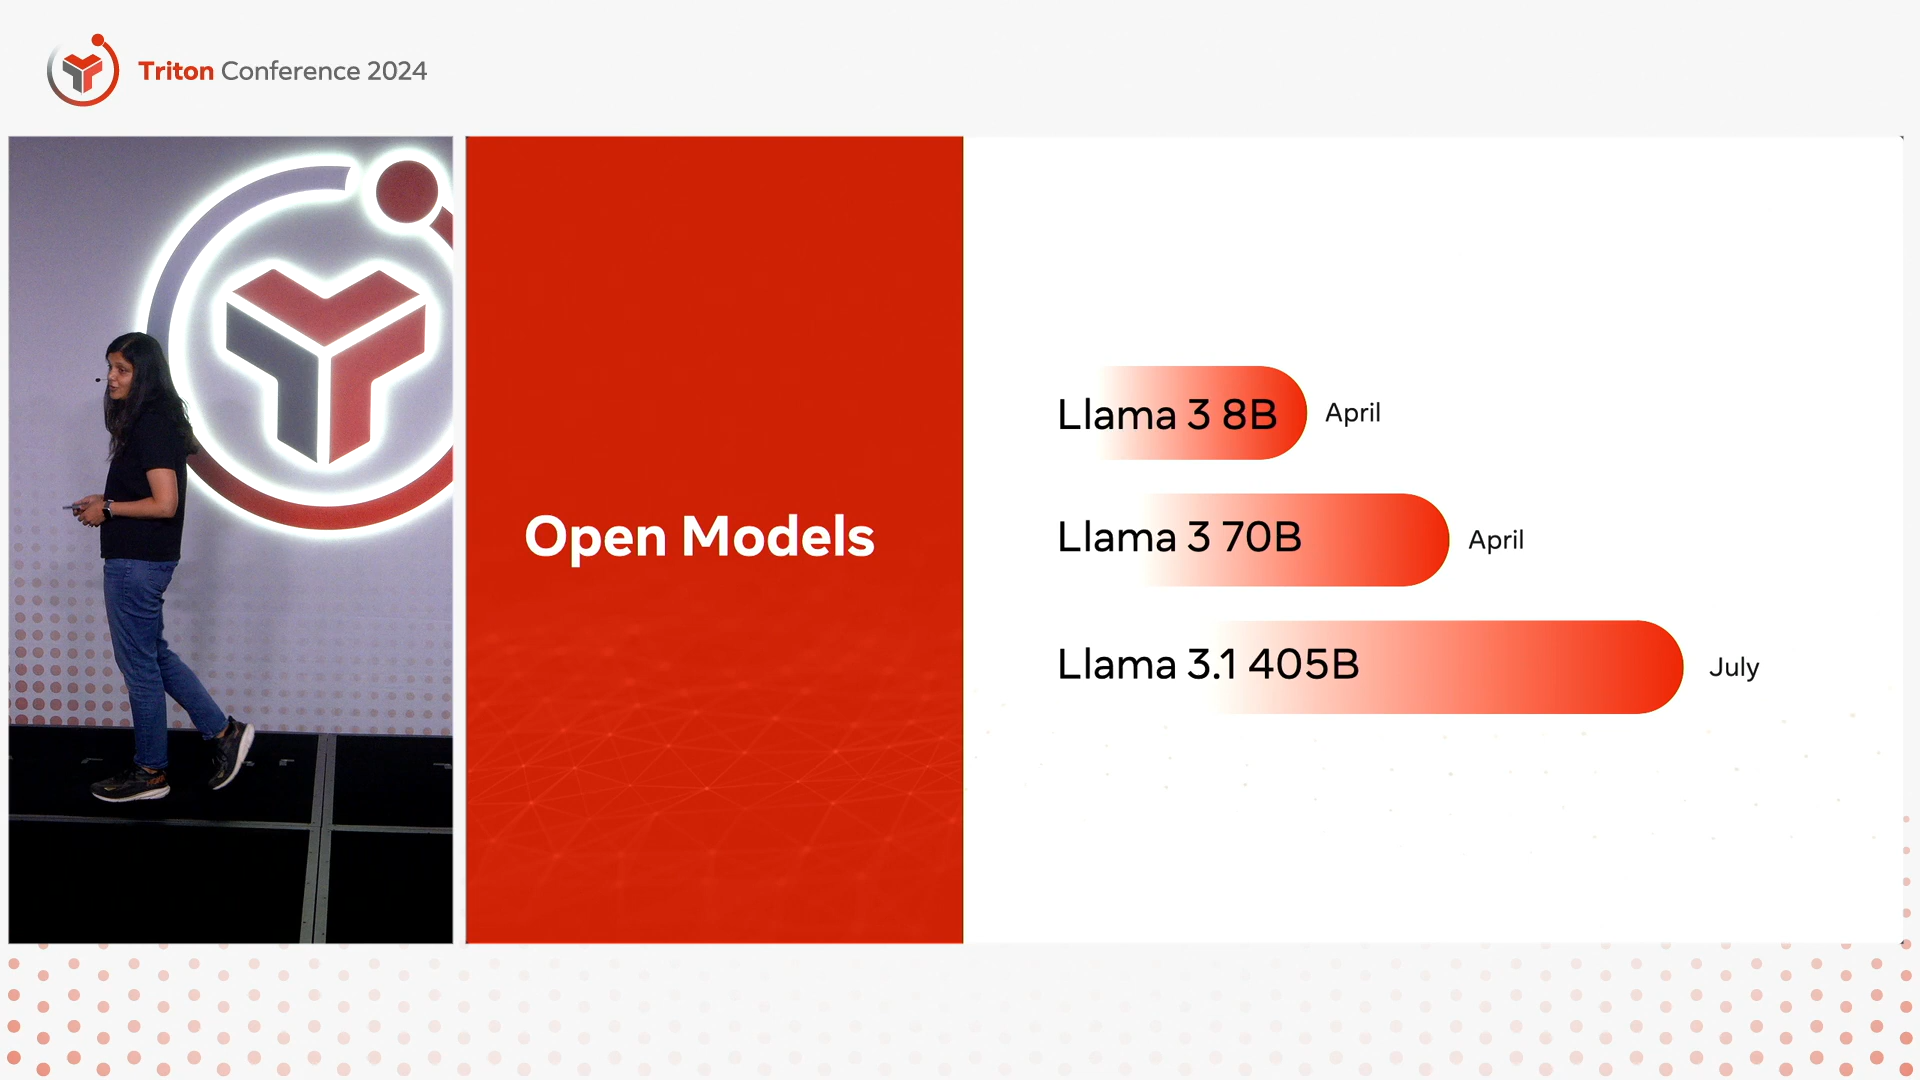 Triton Conference 2024
Open Models
Llama 3 8B April
Llama 3 70B April
Llama 3.1 405B July